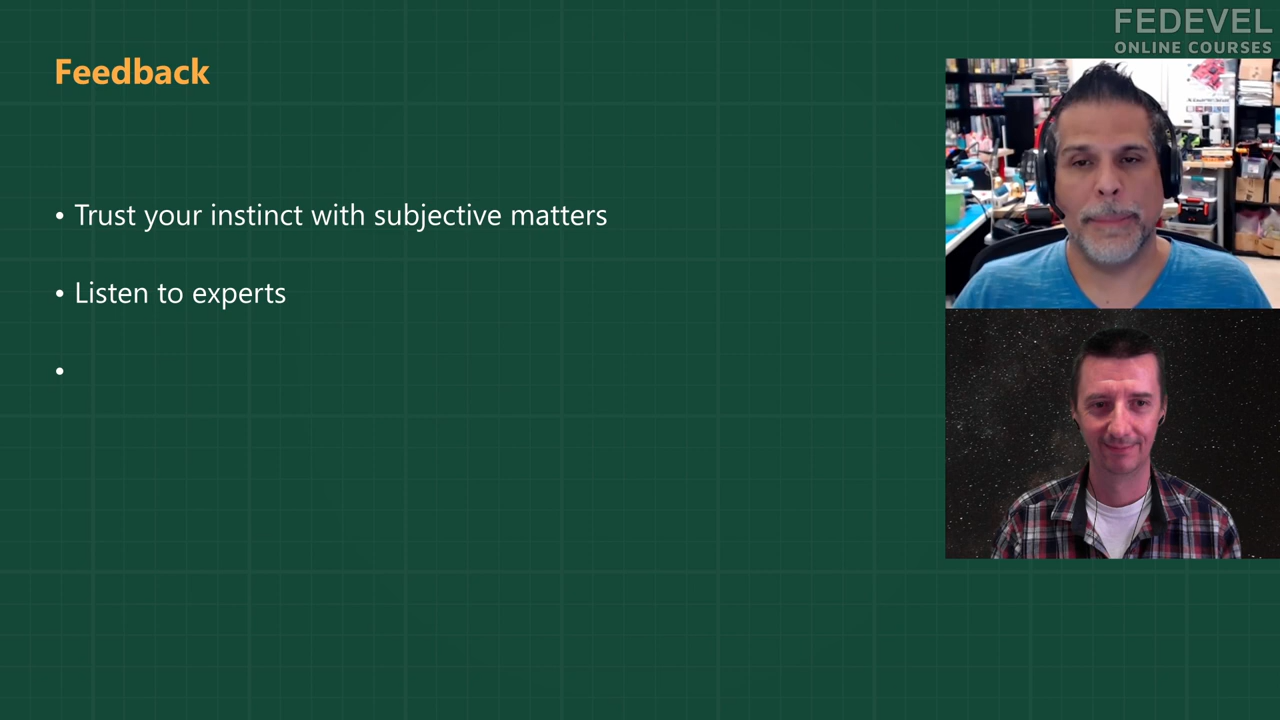 FEDEVEL
ONLINE COURSES
Feedback
• Trust your instinct with subjective matters
• Listen to experts
•